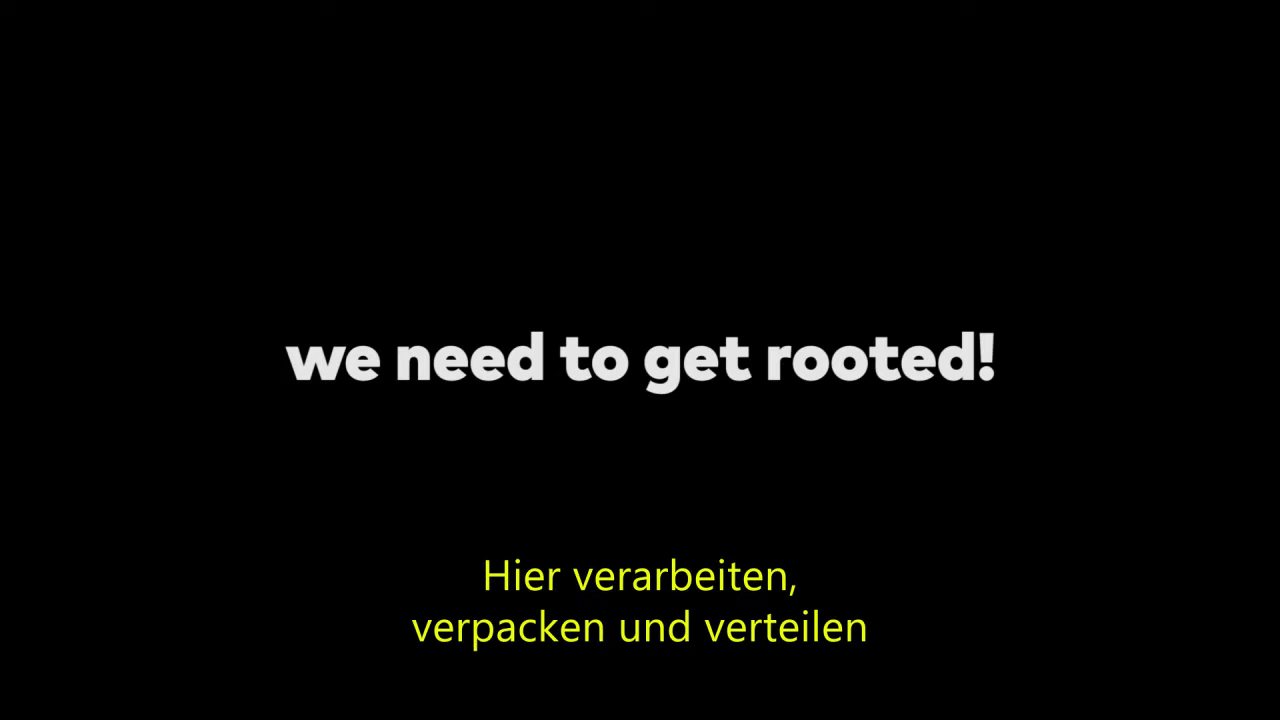 we need to get rooted!
Hier verarbeiten,
verpacken und verteilen